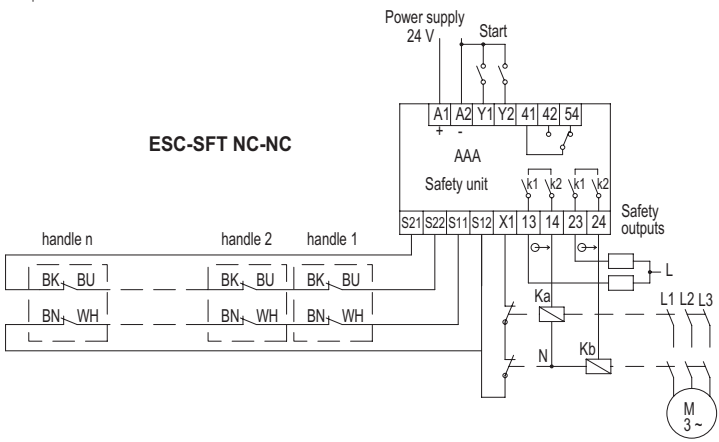 Power supply
24 V
Start
A1 A2 Y1 Y2 41 42 54
+ -
ESC-SFT NC-NC
AAA
Safety unit
k1 k2 k1 k2
S21 S22 S11 S12 X1 13 14 23 24
Safety
outputs
handle n handle 2 handle 1
L
BK BU BK BU BK BU
Ka
L1 L2 L3
BN WH BN WH BN WH
N
Kb
M
3 ~